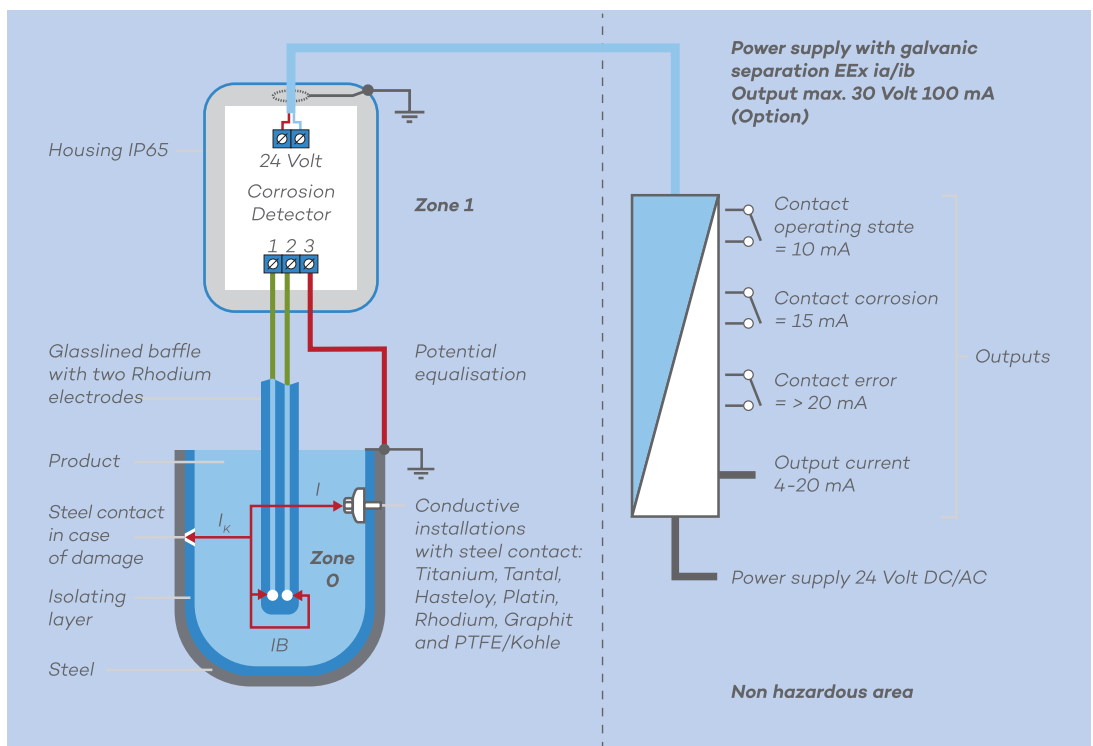 Power supply with galvanic
separation EEx ia/ib
Output max. 30 Volt 100 mA
(Option)
Housing IP65
24 Volt
Corrosion
Detector
1 2 3
Zone 1
Contact
operating state
= 10 mA
Contact corrosion
= 15 mA
Contact error
= > 20 mA
Outputs
Output current
4-20 mA
Power supply 24 Volt DC/AC
Non hazardous area
Glasslined baffle
with two Rhodium
electrodes
Potential
equalisation
Product
Steel contact
in case
of damage
Isolating
layer
Steel
I
IK
Zone
0
IB
Conductive
installations
with steel contact:
Titanium, Tantal,
Hasteloy, Platin,
Rhodium, Graphit
and PTFE/Kohle